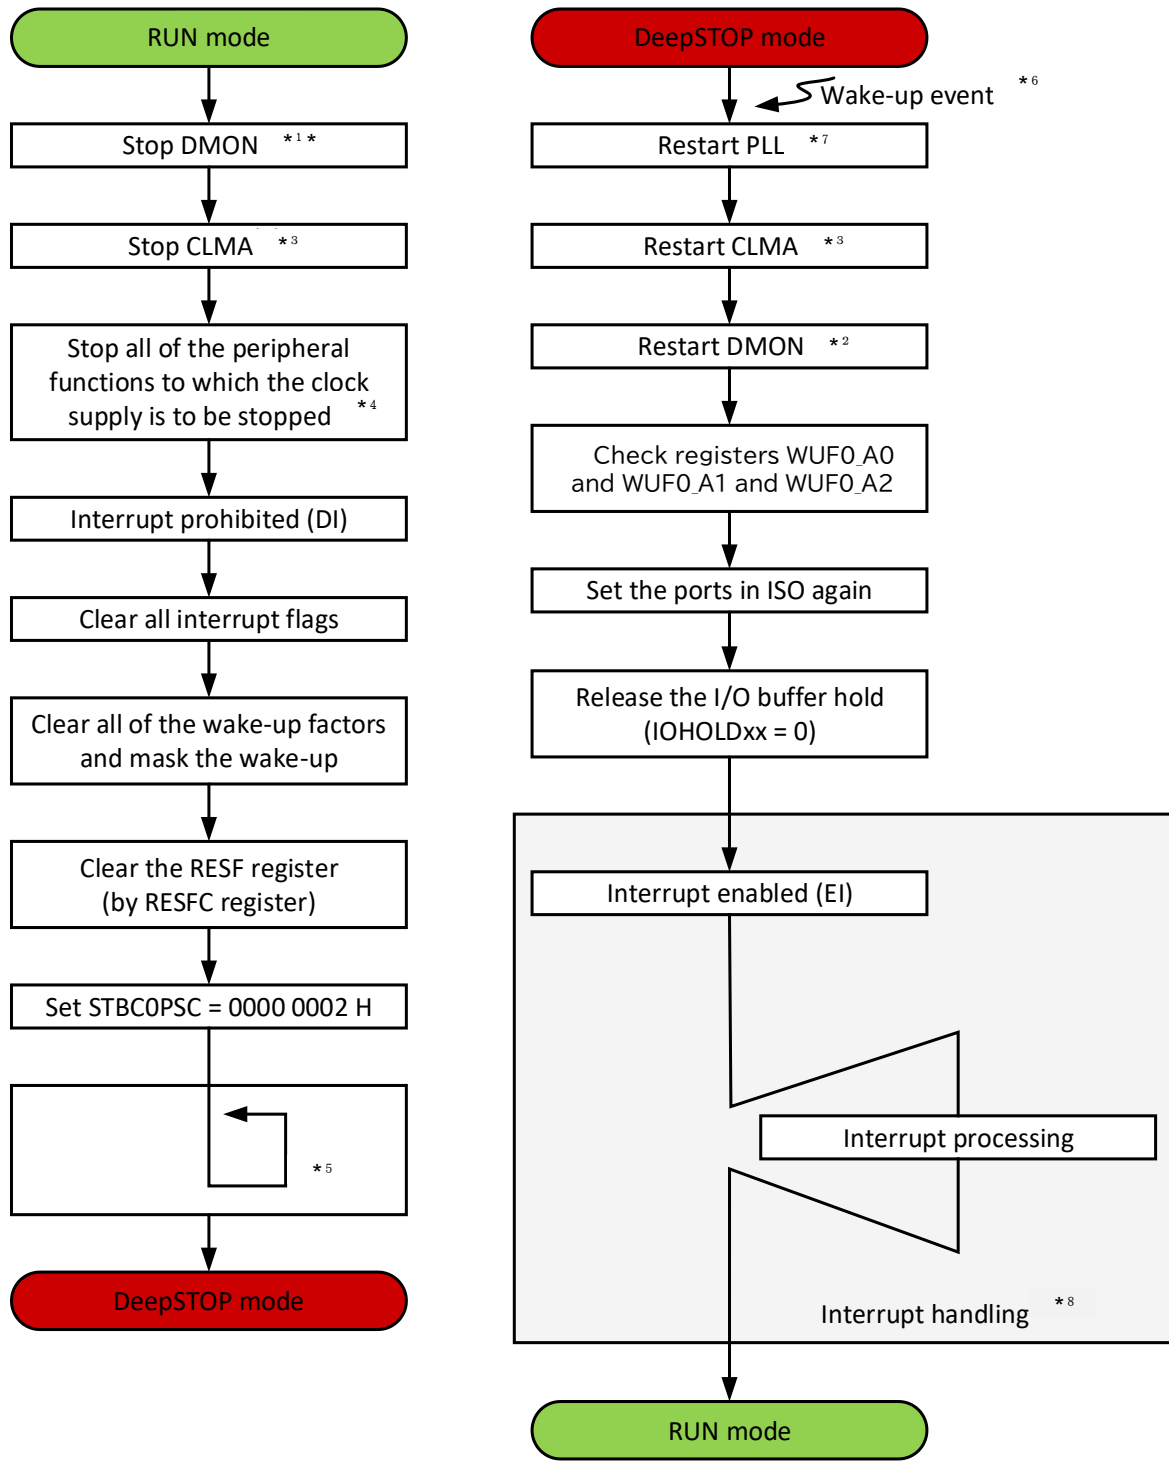 RUN mode
Stop DMON *1 *
Stop CLMA *3
Stop all of the peripheral
functions to which the clock
supply is to be stopped *4
Interrupt prohibited (DI)
Clear all interrupt flags
Clear all of the wake-up factors
and mask the wake-up
Clear the RESF register
(by RESFC register)
Set STBC0PSC = 0000 0002 H
*5
DeepSTOP mode
DeepSTOP mode
Wake-up event *6
Restart PLL *7
Restart CLMA *3
Restart DMON *2
Check registers WUF0_A0
and WUF0_A1 and WUF0_A2
Set the ports in ISO again
Release the I/O buffer hold
(IOHOLDxx = 0)
Interrupt enabled (EI)
Interrupt processing
Interrupt handling *8
RUN mode